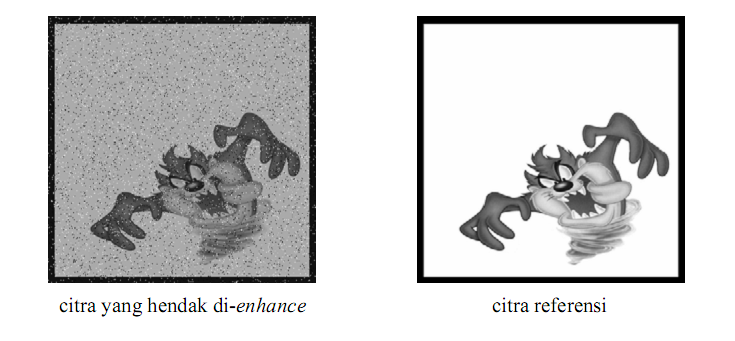 citra yang hendak di-enhance
citra referensi